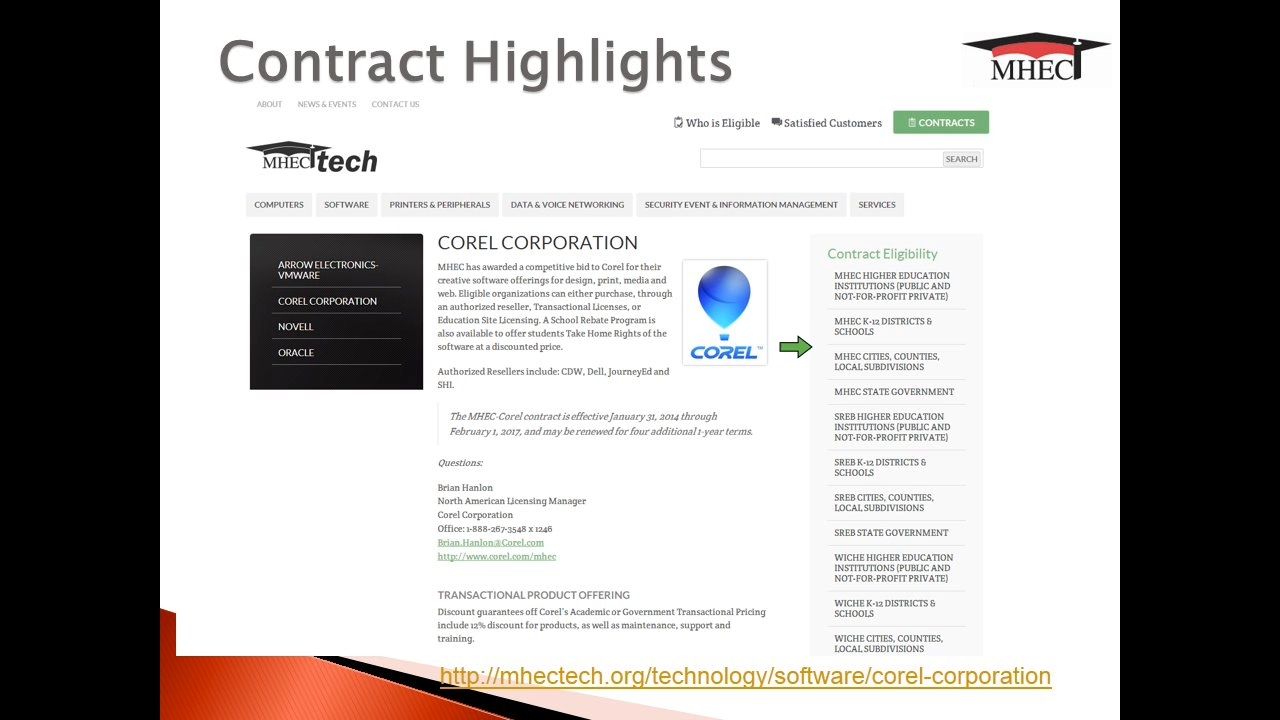 Contract Highlights
MHEC
ABOUT NEWS & EVENTS CONTACT US
Who is Eligible Satisfied Customers CONTRACTS
MHECtech
SEARCH
COMPUTERS SOFTWARE PRINTERS & PERIPHERALS DATA & VOICE NETWORKING SECURITY EVENT & INFORMATION MANAGEMENT SERVICES
ARROW ELECTRONICS-
VMWARE
COREL CORPORATION
NOVELL
ORACLE
COREL CORPORATION
MHEC has awarded a competitive bid to Corel for their
creative software offerings for design, print, media and
web. Eligible organizations can either purchase, through
an authorized reseller, Transactional Licenses, or
Education Site Licensing. A School Rebate Program is
also available to offer students Take Home Rights of the
software at a discounted price.
Authorized Resellers include: CDW, Dell, JourneyEd and
SHI.
COREL™
The MHEC-Corel contract is effective January 31, 2014 through
February 1, 2017, and may be renewed for four additional 1-year terms.
Questions:
Brian Hanlon
North American Licensing Manager
Corel Corporation
Office: 1-888-267-3548 x 1246
Brian.Hanlon@Corel.com
http://www.corel.com/mhec
TRANSACTIONAL PRODUCT OFFERING
Discount guarantees off Corel's Academic or Government Transactional Pricing
include 12% discount for products, as well as maintenance, support and
training.
Contract Eligibility
MHEC HIGHER EDUCATION
INSTITUTIONS (PUBLIC AND
NOT-FOR-PROFIT PRIVATE)
MHEC K-12 DISTRICTS &
SCHOOLS
MHEC CITIES, COUNTIES,
LOCAL SUBDIVISIONS
MHEC STATE GOVERNMENT
SREB HIGHER EDUCATION
INSTITUTIONS (PUBLIC AND
NOT-FOR-PROFIT PRIVATE)
SREB K-12 DISTRICTS &
SCHOOLS
SREB CITIES, COUNTIES,
LOCAL SUBDIVISIONS
SREB STATE GOVERNMENT
WICHE HIGHER EDUCATION
INSTITUTIONS (PUBLIC AND
NOT-FOR-PROFIT PRIVATE)
WICHE K-12 DISTRICTS &
SCHOOLS
WICHE CITIES, COUNTIES,
LOCAL SUBDIVISIONS
http://mhectech.org/technology/software/corel-corporation